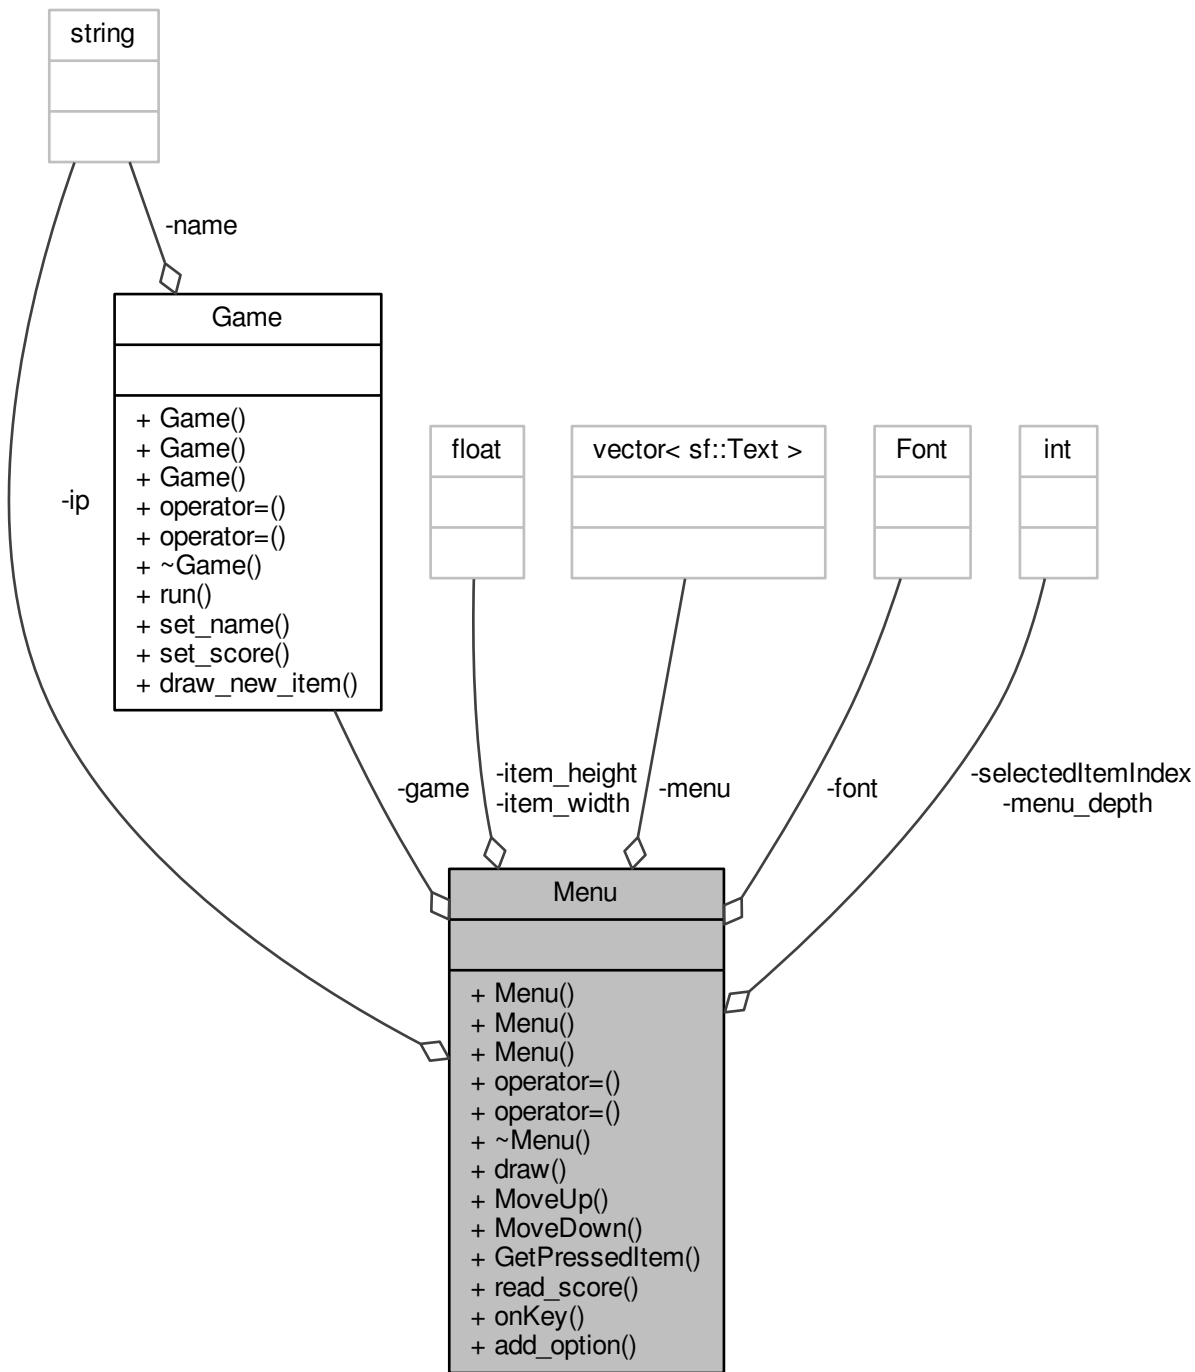 string
-name
Game
+ Game()
+ Game()
+ Game()
+ operator=()
+ operator=()
+ ~Game()
+ run()
+ set_name()
+ set_score()
+ draw_new_item()
-ip
float
vector< sf::Text >
Font
int
-game
-item_height
-item_width
-menu
-font
-selectedItemIndex
-menu_depth
Menu
+ Menu()
+ Menu()
+ Menu()
+ operator=()
+ operator=()
+ ~Menu()
+ draw()
+ MoveUp()
+ MoveDown()
+ GetPressedItem()
+ read_score()
+ onKey()
+ add_option()